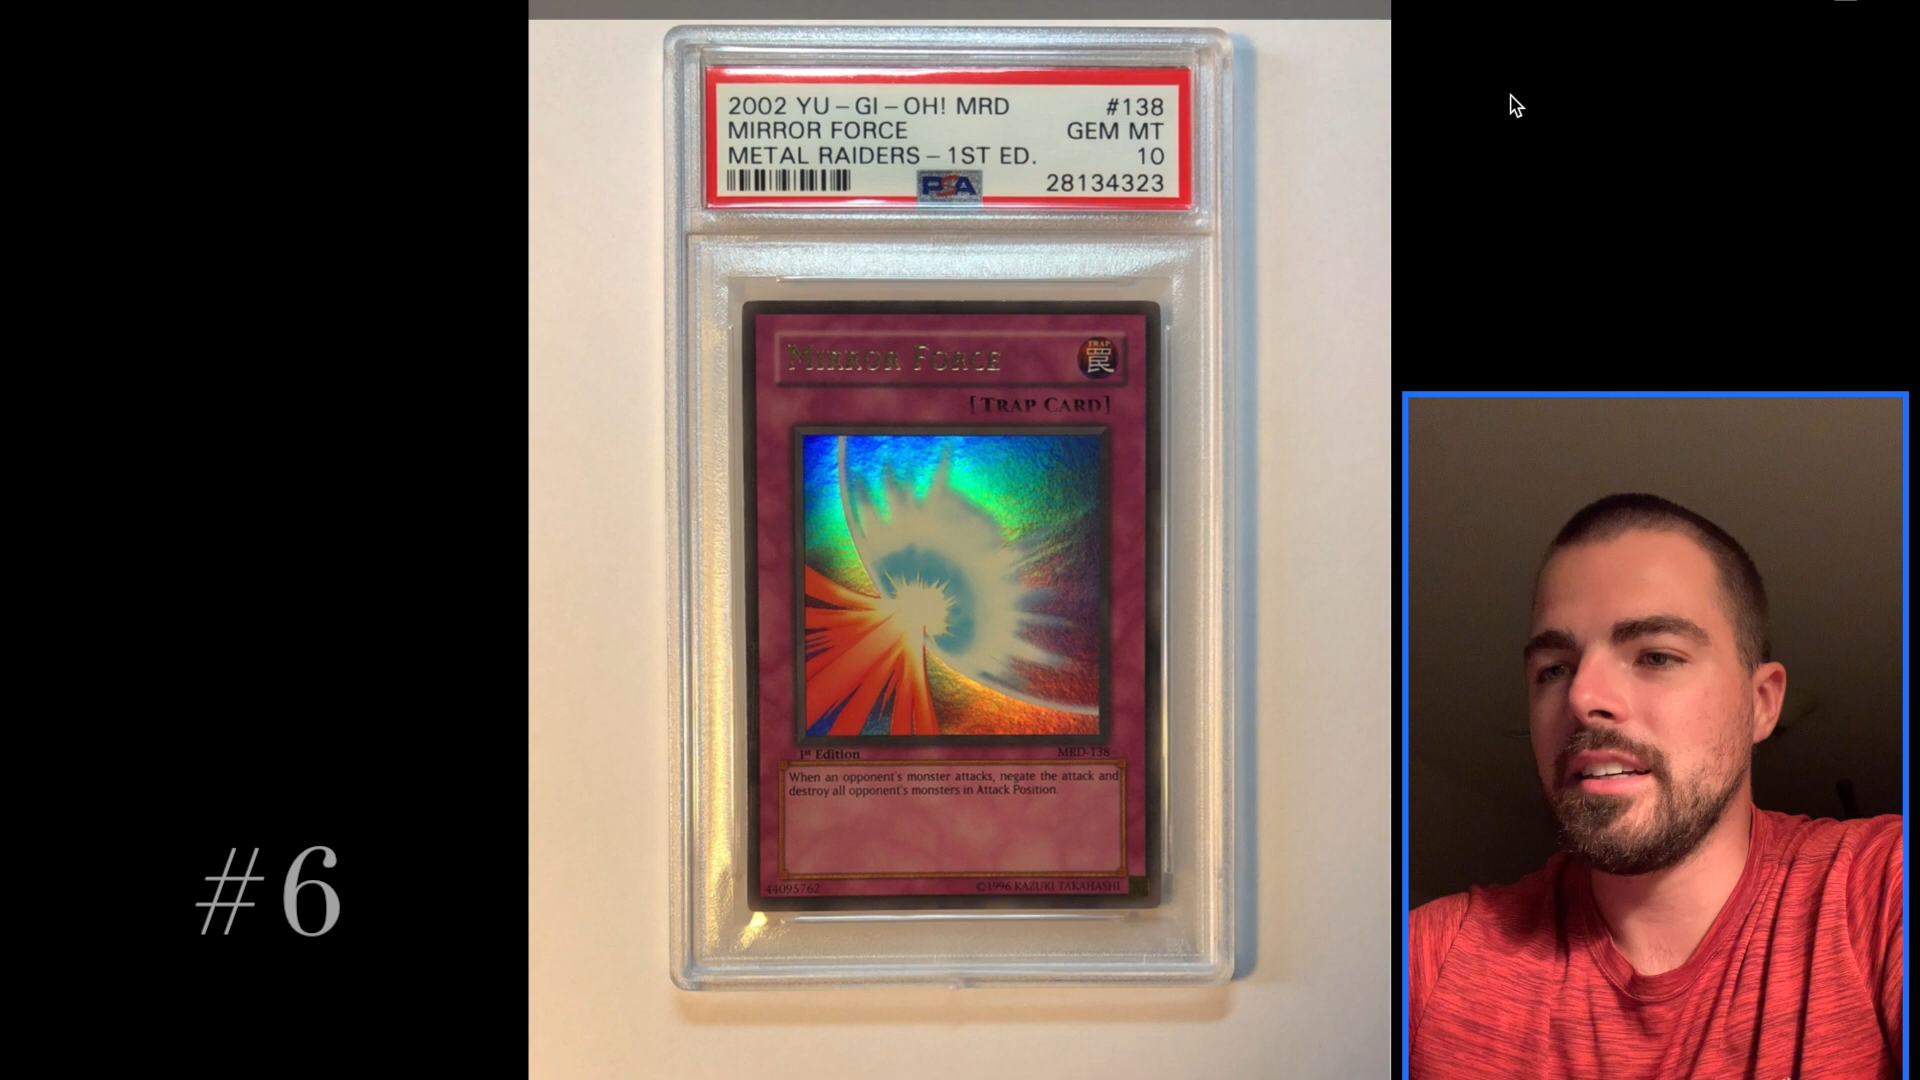 2002 YU-GI-OH! MRD #138
MIRROR FORCE GEM MT
METAL RAIDERS - 1ST ED. 10
PSA 28134323
MIRROR FORCE
TRAP
罠
[TRAP CARD]
1st Edition MRD-138
When an opponent's monster attacks, negate the attack and
destroy all opponent's monsters in Attack Position.
44095762 ©1996 KAZUKI TAKAHASHI
#6